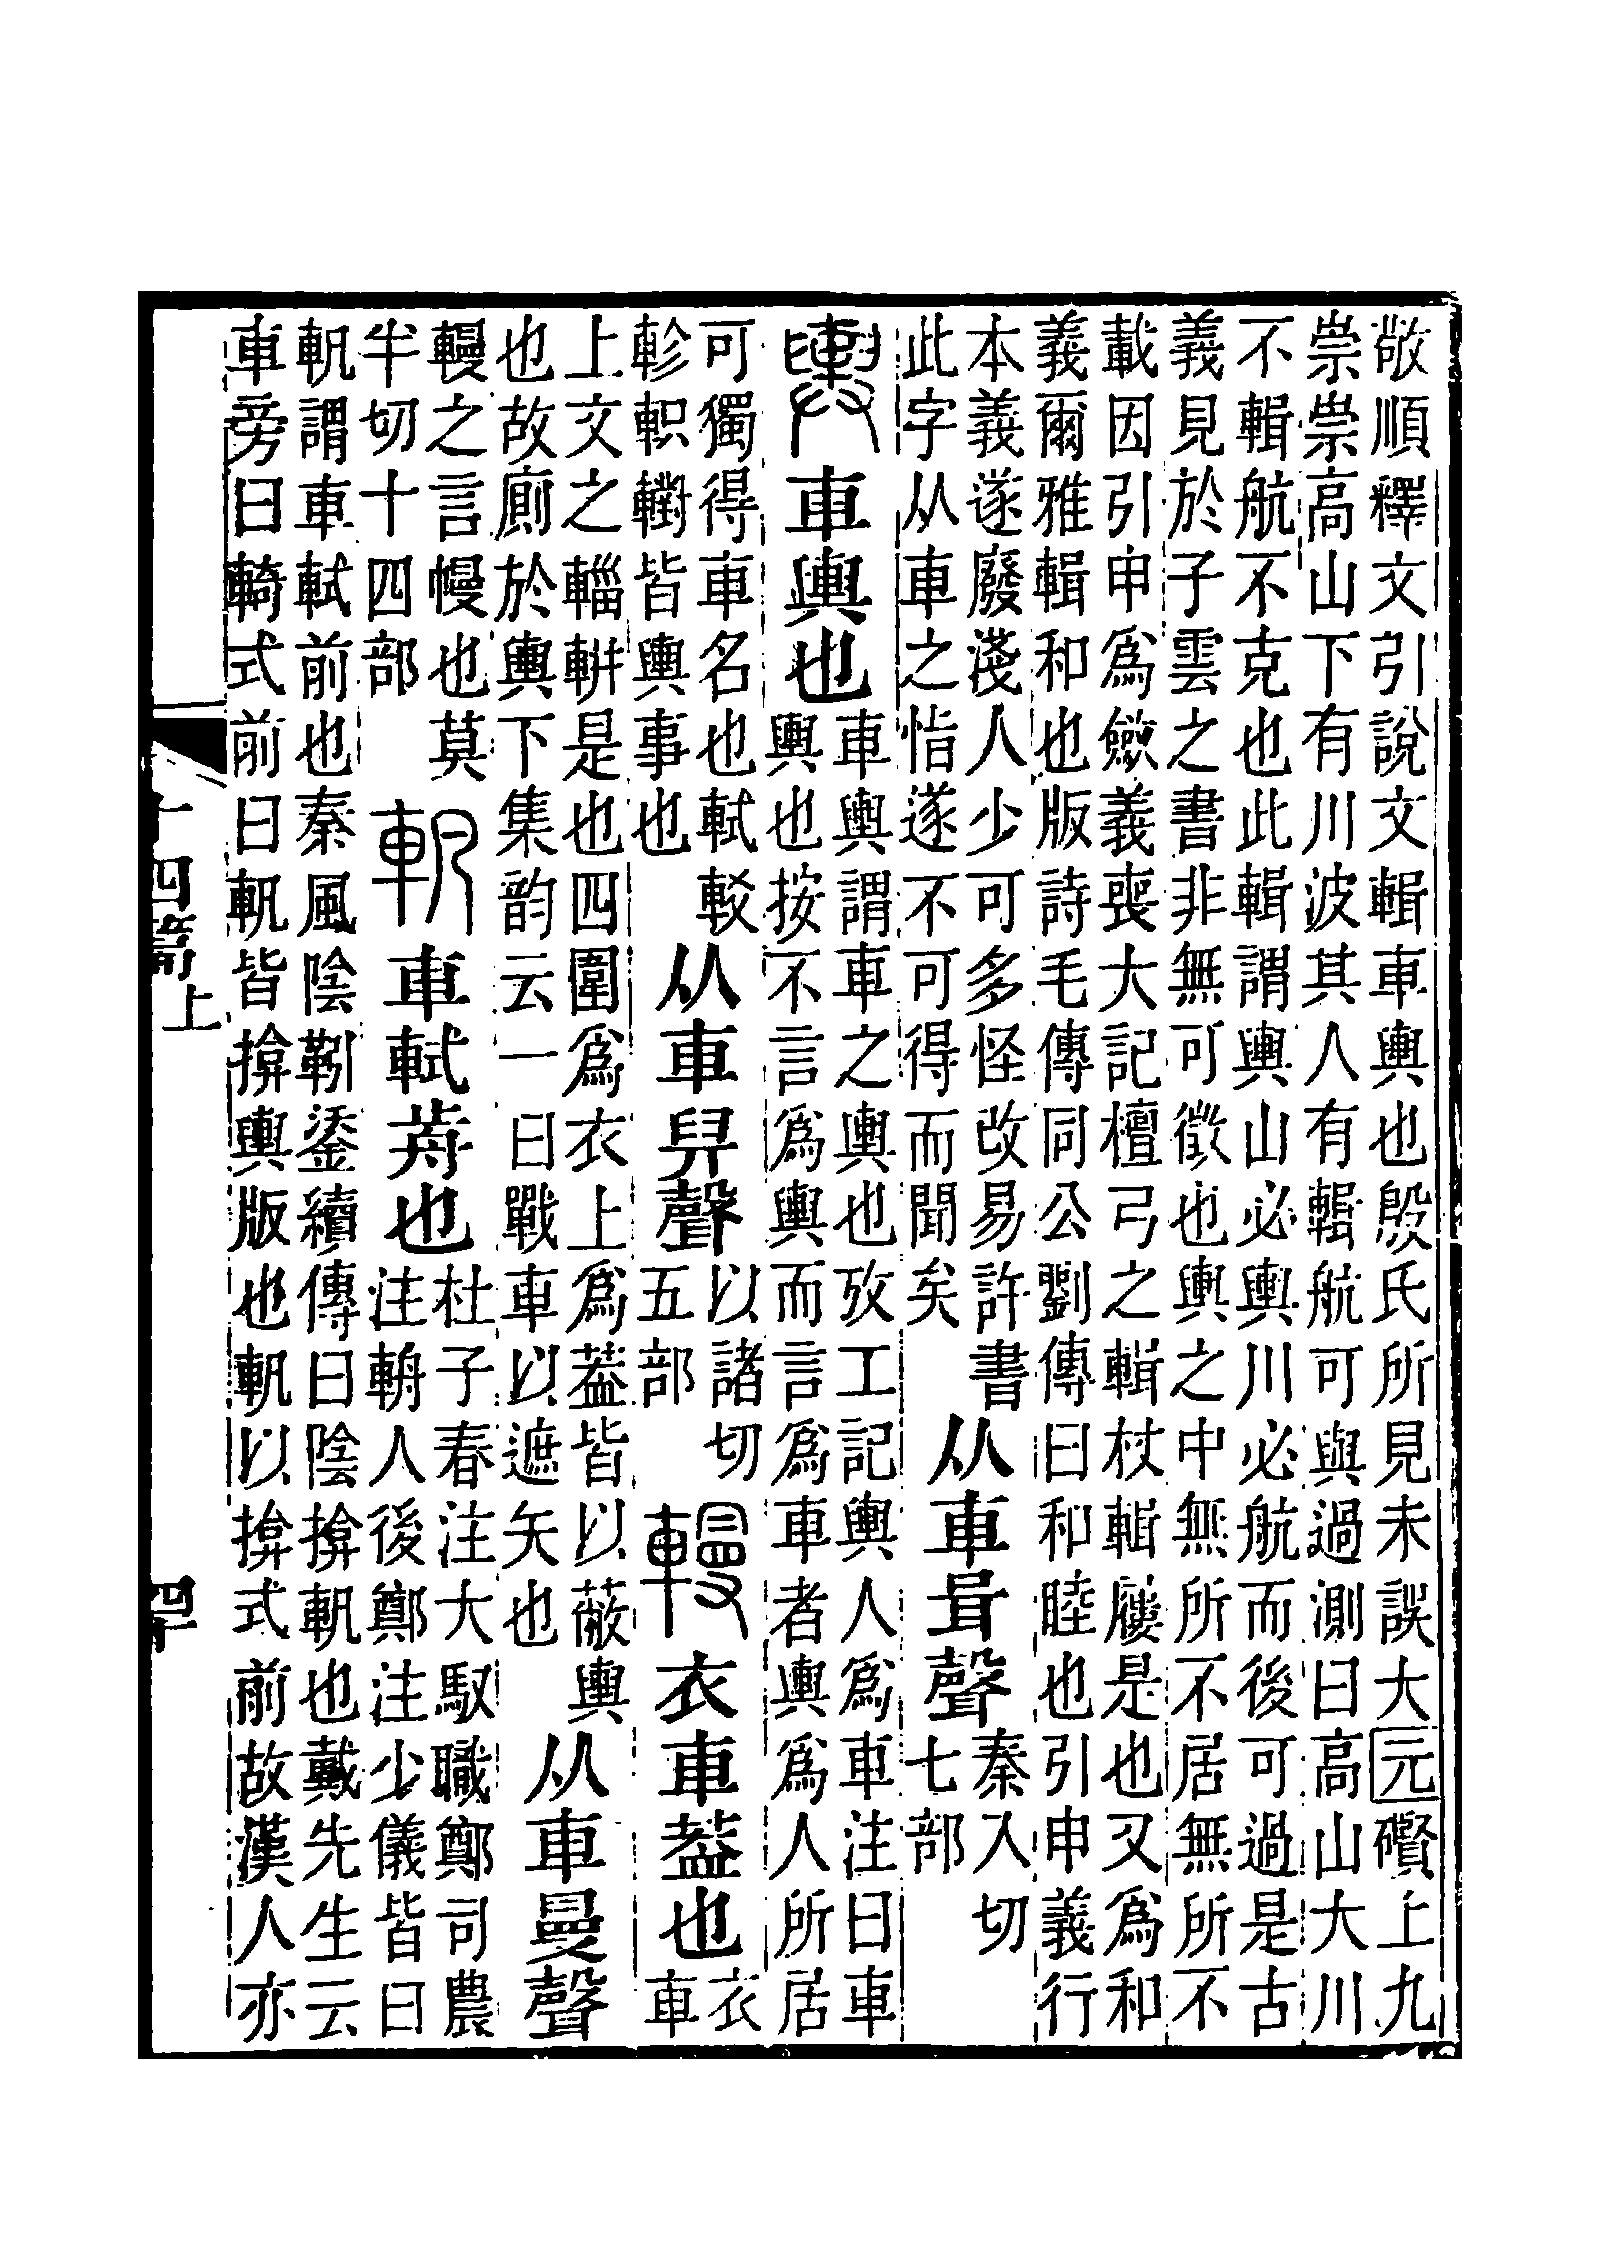 敬順釋文引說文輯車輿也殷氏所見未誤大元礥上九
崇崇高山下有川波其人有輯航可與過測曰高山大川
不輯航不克也此輯謂輿山必輿川必航而後可過是古
義見於子雲之書非無可徵也輿之中無所不居無所不
載因引申爲斂義喪大記檀弓之輯杖輯屨是也又爲和
義爾雅輯和也版詩毛傳同公劉傳曰和睦也引申義行
本義遂廢淺人少可多怪改易許書
此字从車之恉遂不可得而聞矣
从車咠聲
秦入切
七部
輿車輿也
車輿謂車之輿也攷工記輿人爲車注曰車
輿也按不言爲輿而言爲車者輿爲人所居
可獨得車名也軾較
軫軹轛皆輿事也
从車舁聲
以諸切
五部
轋衣車葢也
衣
車
上文之輜軿是也四圍爲衣上爲葢皆以蔽輿
也故廁於輿下集韵云一曰戰車以遮矢也
从車曼聲
轋之言幔也莫
半切十四部
軓車軾歬也
杜子春注大馭職鄭司農
注輈人後鄭注少儀皆曰
軓謂車軾前也秦風陰靷鋈續傳曰陰揜軓也戴先生云
車旁曰輢式前曰軓皆揜輿版也軓以揜式前故漢人亦
十四篇上
四十